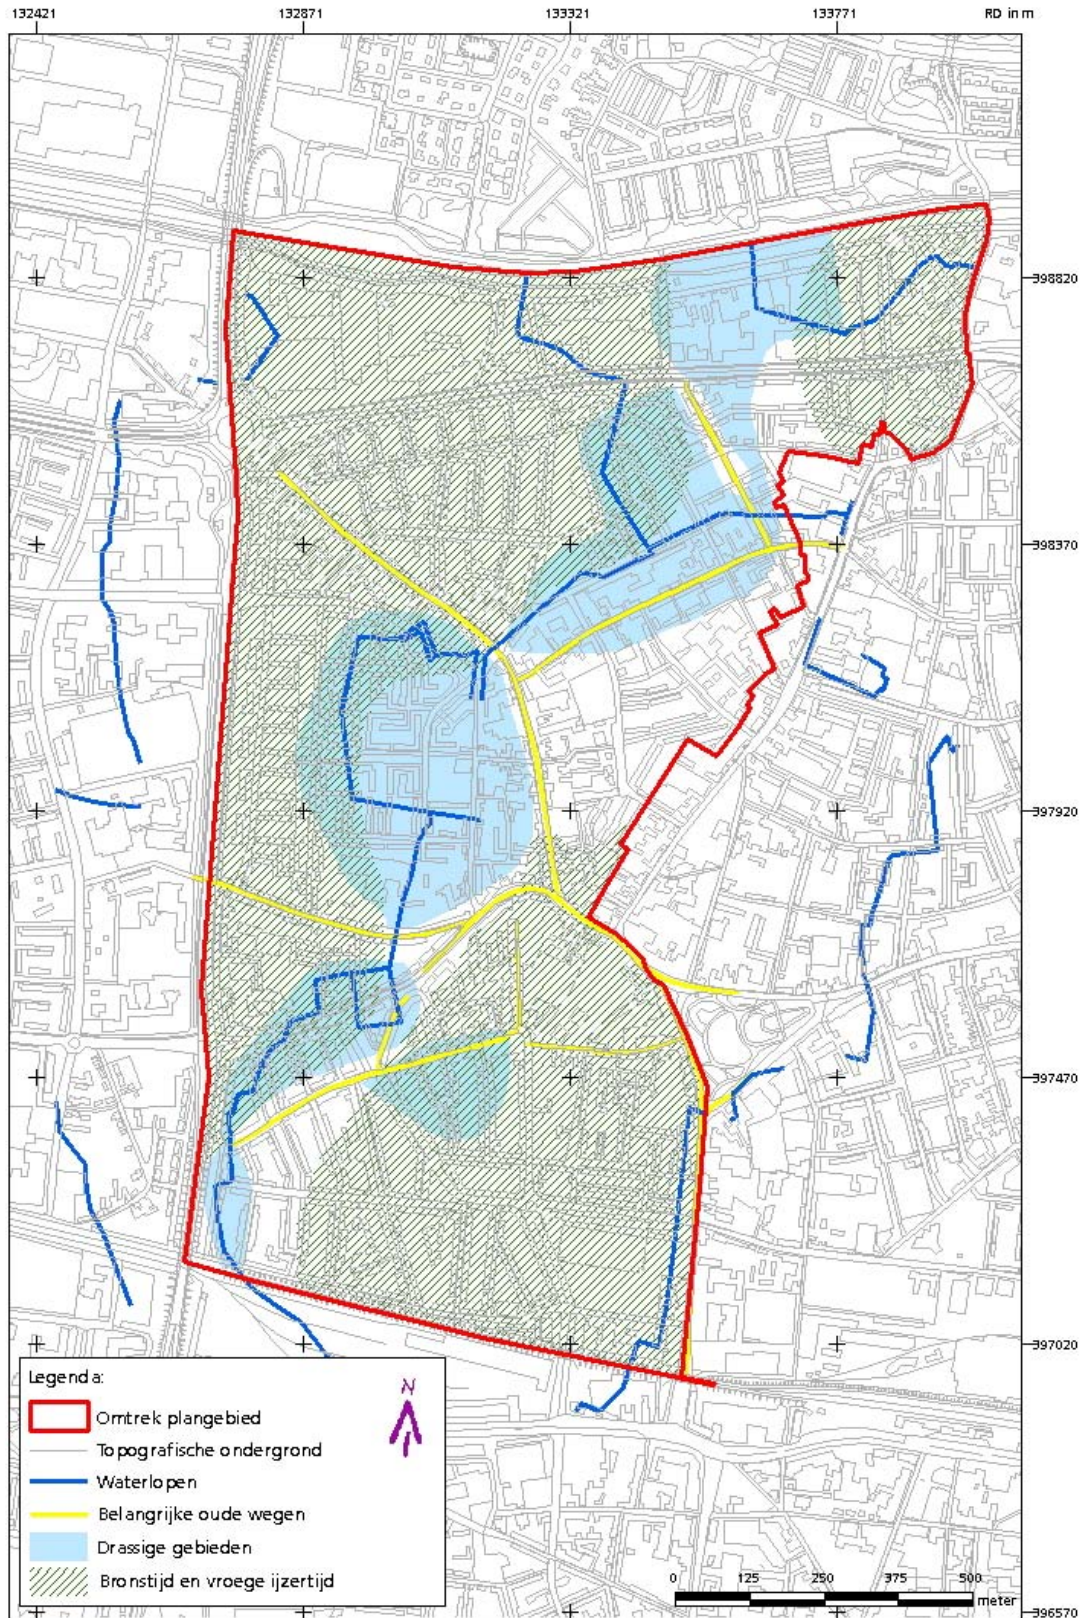 132421 132871 133321 133771 RD in m
398820
398370
397920
397470
397020
396570
Legenda:
N
Omtrek plangebied
Topografische ondergrond
Waterlopen
Belangrijke oude wegen
Drassige gebieden
Bronstijd en vroege ijzertijd
0 125 250 375 500
meter